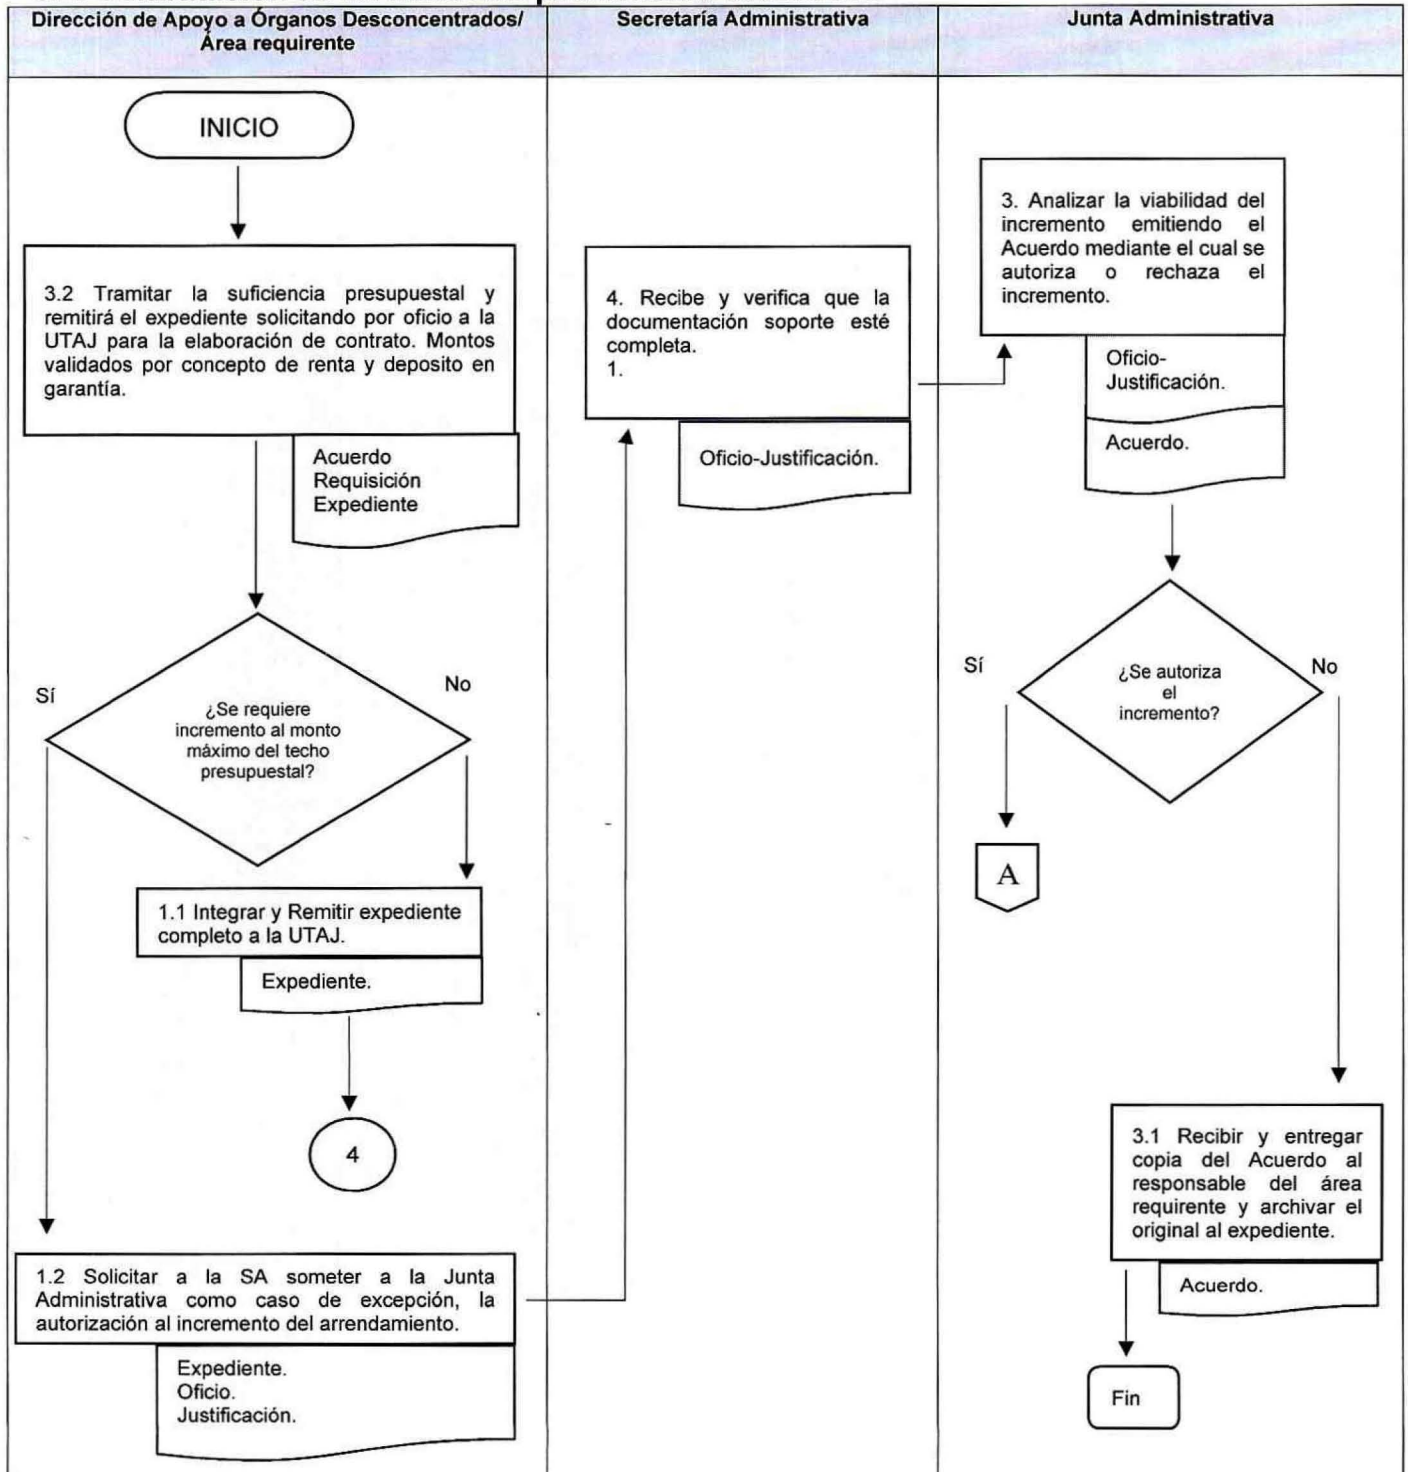 Dirección de Apoyo a Órganos Desconcentrados/
Área requirente
Secretaría Administrativa
Junta Administrativa
INICIO
3.2 Tramitar la suficiencia presupuestal y
remitirá el expediente solicitando por oficio a la
UTAJ para la elaboración de contrato. Montos
validados por concepto de renta y deposito en
garantía.
Acuerdo
Requisición
Expediente
¿Se requiere
incremento al monto
máximo del techo
presupuestal?
Sí
No
1.1 Integrar y Remitir expediente
completo a la UTAJ.
Expediente.
4
1.2 Solicitar a la SA someter a la Junta
Administrativa como caso de excepción, la
autorización al incremento del arrendamiento.
Expediente.
Oficio.
Justificación.
4. Recibe y verifica que la
documentación soporte esté
completa.
1.
Oficio-Justificación.
3. Analizar la viabilidad del
incremento emitiendo el
Acuerdo mediante el cual se
autoriza o rechaza el
incremento.
Oficio-
Justificación.
Acuerdo.
¿Se autoriza
el
incremento?
Sí
No
A
3.1 Recibir y entregar
copia del Acuerdo al
responsable del área
requirente y archivar el
original al expediente.
Acuerdo.
Fin